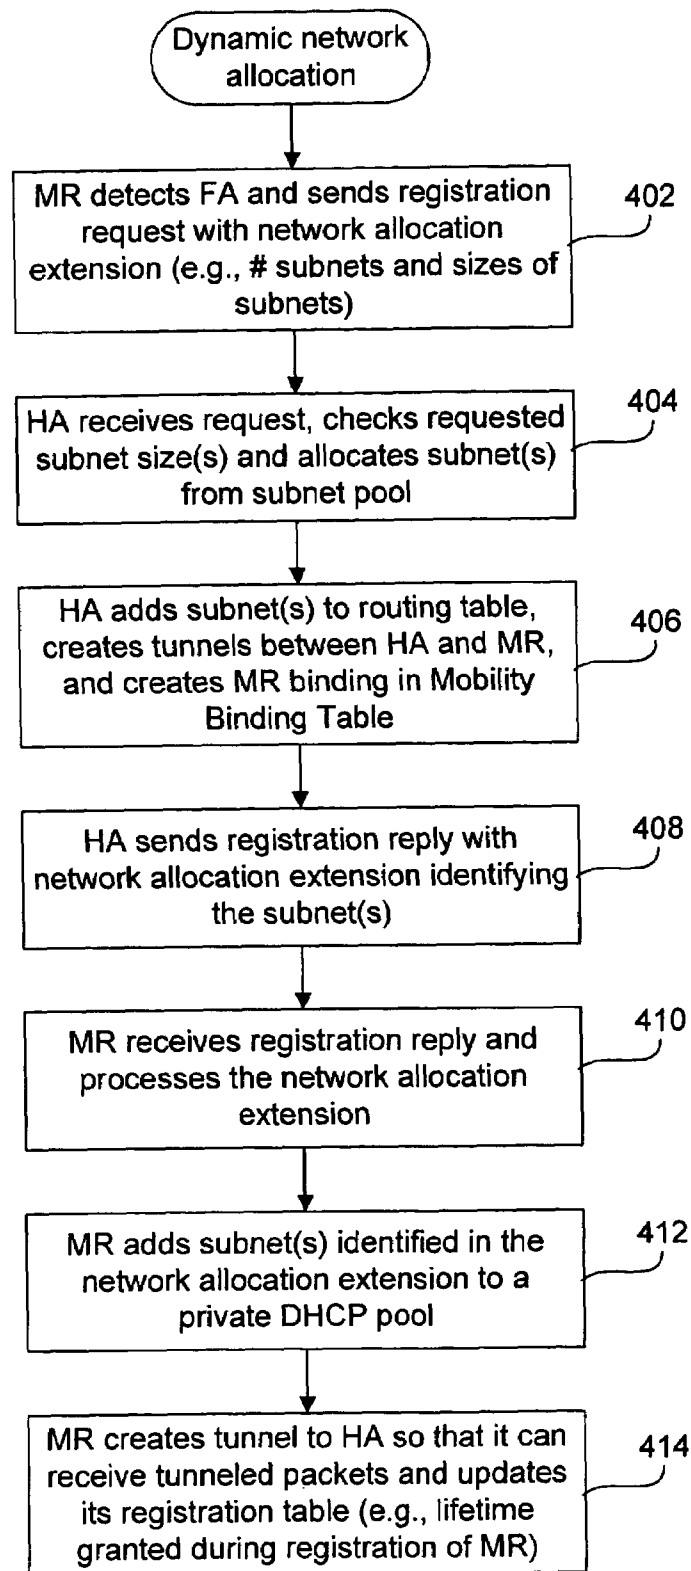 Dynamic network
allocation
MR detects FA and sends registration
request with network allocation
extension (e.g., # subnets and sizes of
subnets)
402
HA receives request, checks requested
subnet size(s) and allocates subnet(s)
from subnet pool
404
HA adds subnet(s) to routing table,
creates tunnels between HA and MR,
and creates MR binding in Mobility
Binding Table
406
HA sends registration reply with
network allocation extension identifying
the subnet(s)
408
MR receives registration reply and
processes the network allocation
extension
410
MR adds subnet(s) identified in the
network allocation extension to a
private DHCP pool
412
MR creates tunnel to HA so that it can
receive tunneled packets and updates
its registration table (e.g., lifetime
granted during registration of MR)
414